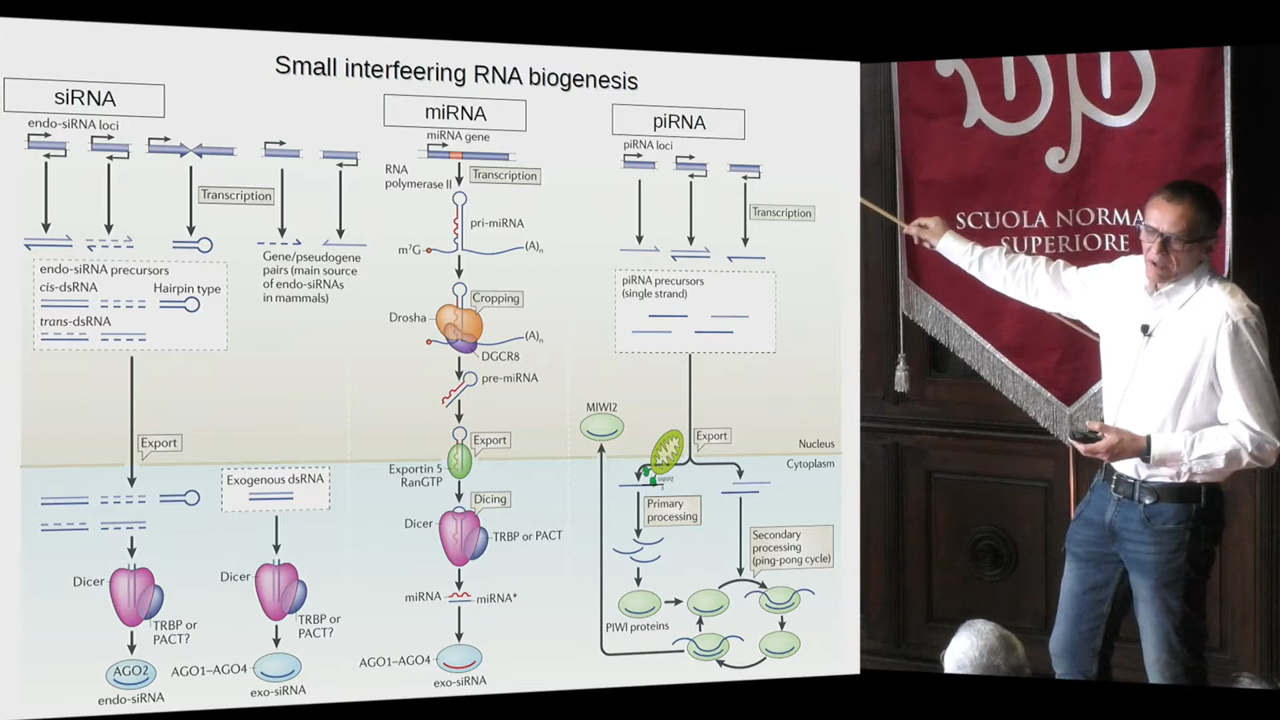 Small interfeering RNA biogenesis
siRNA
endo-siRNA loci
Transcription
endo-siRNA precursors
cis-dsRNA
Hairpin type
trans-dsRNA
Gene/pseudogene
pairs (main source
of endo-siRNAs
in mammals)
Export
Exogenous dsRNA
Dicer
TRBP or
PACT?
AGO2
endo-siRNA
Dicer
TRBP or
PACT?
AGO1–AGO4
exo-siRNA
miRNA
miRNA gene
RNA
polymerase II
Transcription
pri-miRNA
m⁷G
(A)n
Cropping
Drosha
(A)n
DGCR8
pre-miRNA
Export
Exportin 5
RanGTP
Dicing
Dicer
TRBP or PACT
miRNA
miRNA*
AGO1–AGO4
exo-siRNA
piRNA
piRNA loci
Transcription
piRNA precursors
(single strand)
MIWI2
Export
Nucleus
Cytoplasm
Primary
processing
Secondary
processing
(ping-pong cycle)
PIWI proteins
SCUOLA NORMA
SUPERIORE